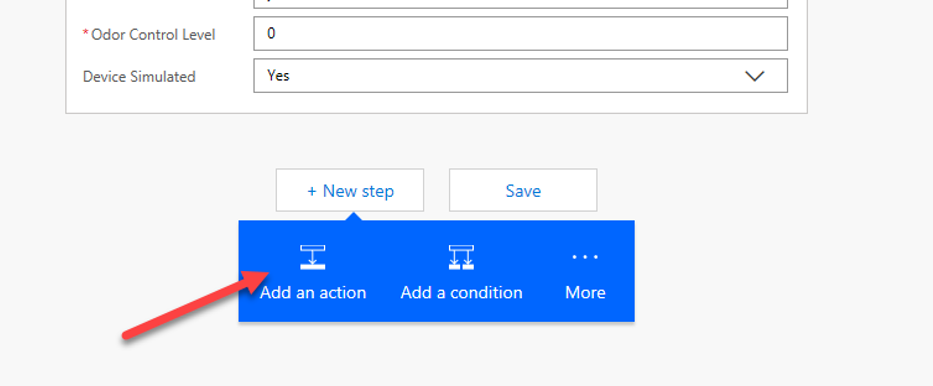 * Odor Control Level 0
Device Simulated Yes
+ New step Save
Add an action Add a condition More